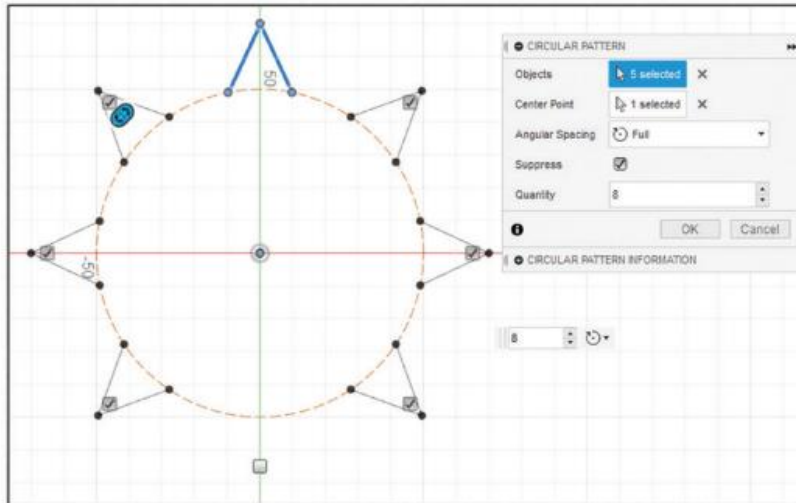 50
-50
CIRCULAR PATTERN
Objects 5 selected
Center Point 1 selected
Angular Spacing Full
Suppress
Quantity 8
OK Cancel
CIRCULAR PATTERN INFORMATION
8